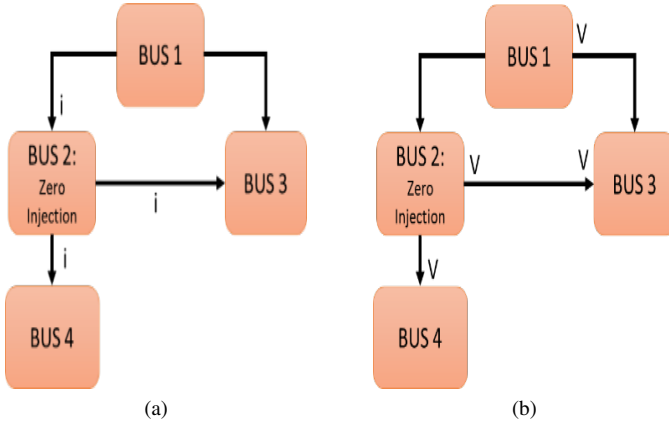 BUS 1
i
BUS 2:
Zero
Injection
i
BUS 3
i
BUS 4
(a)
BUS 1
V
BUS 2:
Zero
Injection
V
V
BUS 3
V
BUS 4
(b)